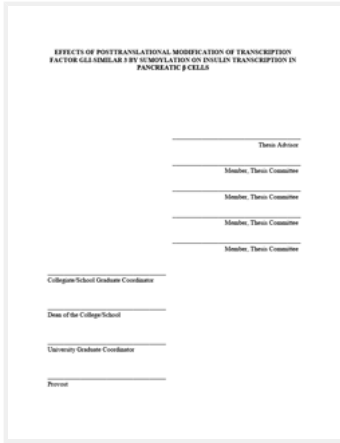 EFFECTS OF POSTTRANSLATIONAL MODIFICATION OF TRANSCRIPTION
FACTOR GLI-SIMILAR 3 BY SUMOYLATION ON INSULIN TRANSCRIPTION IN
PANCREATIC β CELLS
Thesis Advisor
Member, Thesis Committee
Member, Thesis Committee
Member, Thesis Committee
Member, Thesis Committee
Collegiate/School Graduate Coordinator
Dean of the College/School
University Graduate Coordinator
Provost